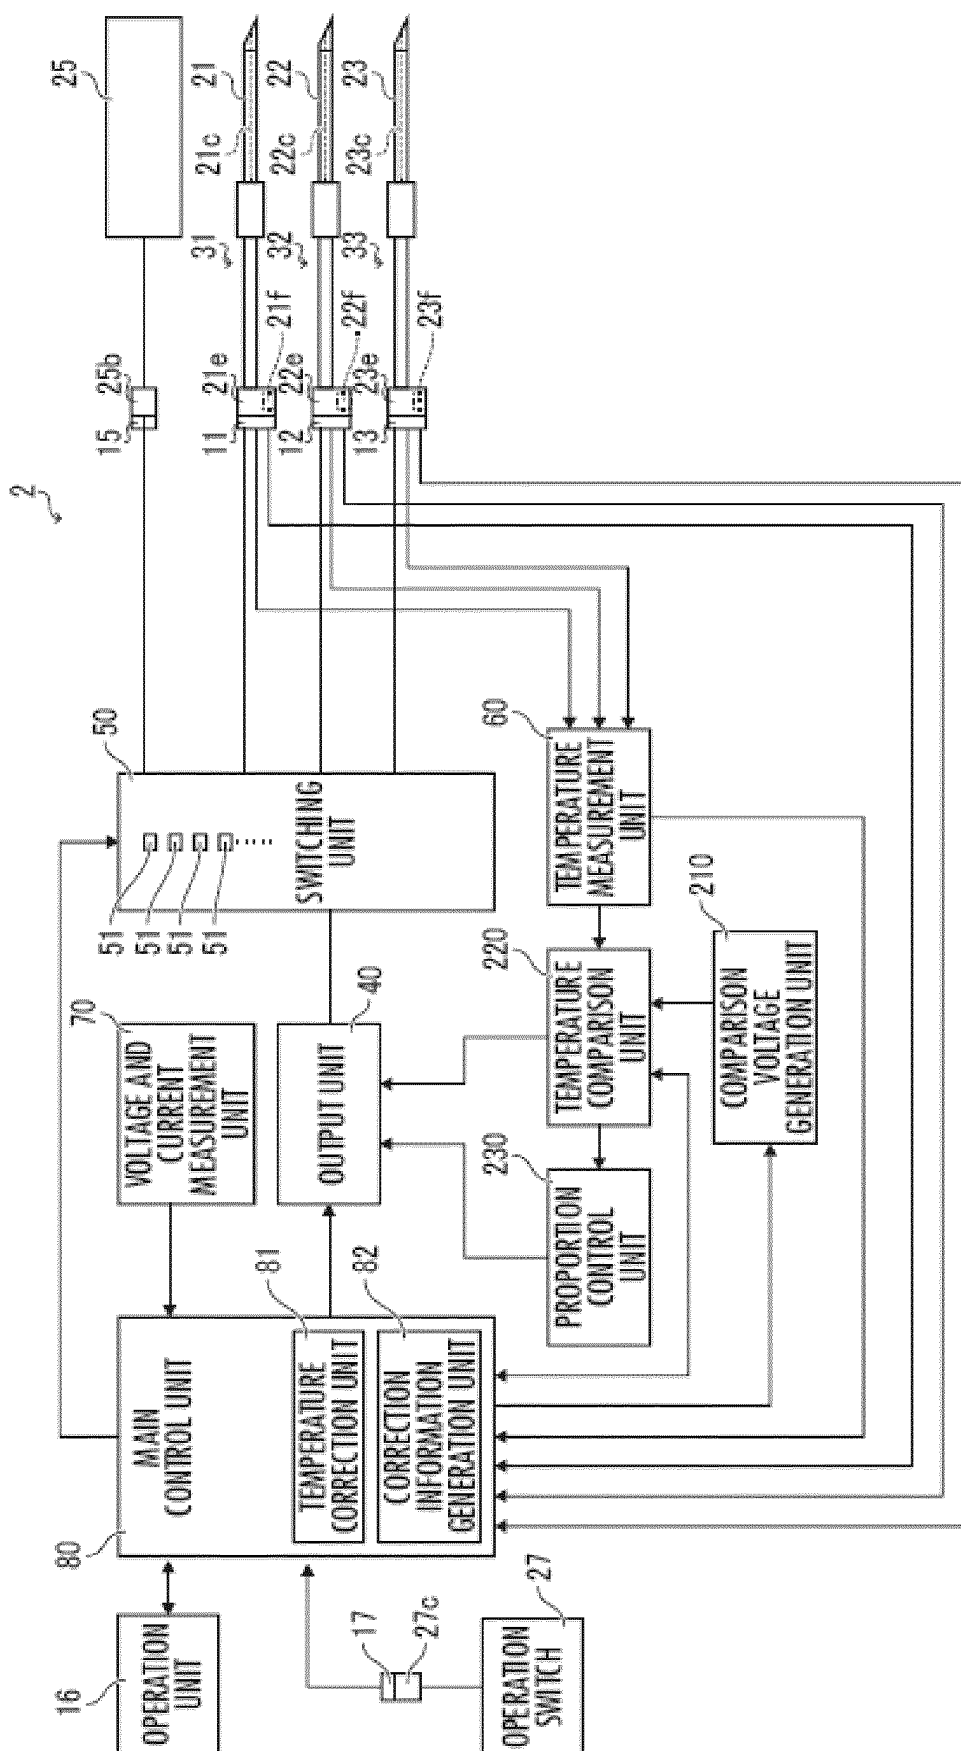 2
16
OPERATION
UNIT
80
MAIN
CONTROL UNIT
70
VOLTAGE AND
CURRENT
MEASUREMENT
UNIT
50
51
51
51
51
SWITCHING
UNIT
15
25b
25
81
TEMPERATURE
CORRECTION UNIT
82
CORRECTION
INFORMATION
GENERATION UNIT
40
OUTPUT UNIT
11
21e
21f
31
21c
21
12
22e
22f
32
22c
22
13
23e
23f
33
23c
23
17
27c
27
OPERATION
SWITCH
230
PROPORTION
CONTROL
UNIT
220
TEMPERATURE
COMPARISON
UNIT
60
TEMPERATURE
MEASUREMENT
UNIT
210
COMPARISON
VOLTAGE
GENERATION UNIT